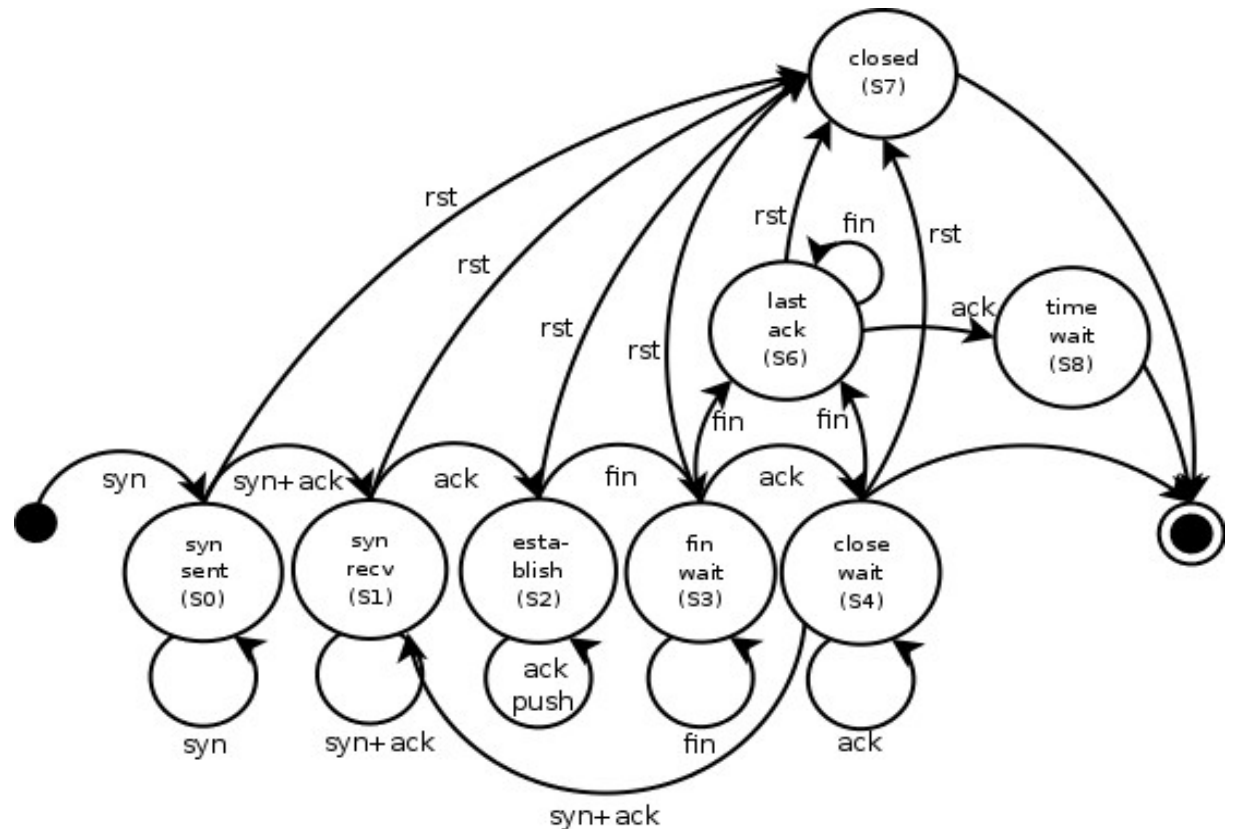 closed
(S7)
rst
rst
rst
fin
rst
last
ack
(S6)
ack
time
wait
(S8)
rst
rst
fin
fin
syn
syn+ack
ack
fin
ack
syn
sent
(S0)
syn
recv
(S1)
esta-
blish
(S2)
fin
wait
(S3)
close
wait
(S4)
ack
push
syn
syn+ack
fin
ack
syn+ack